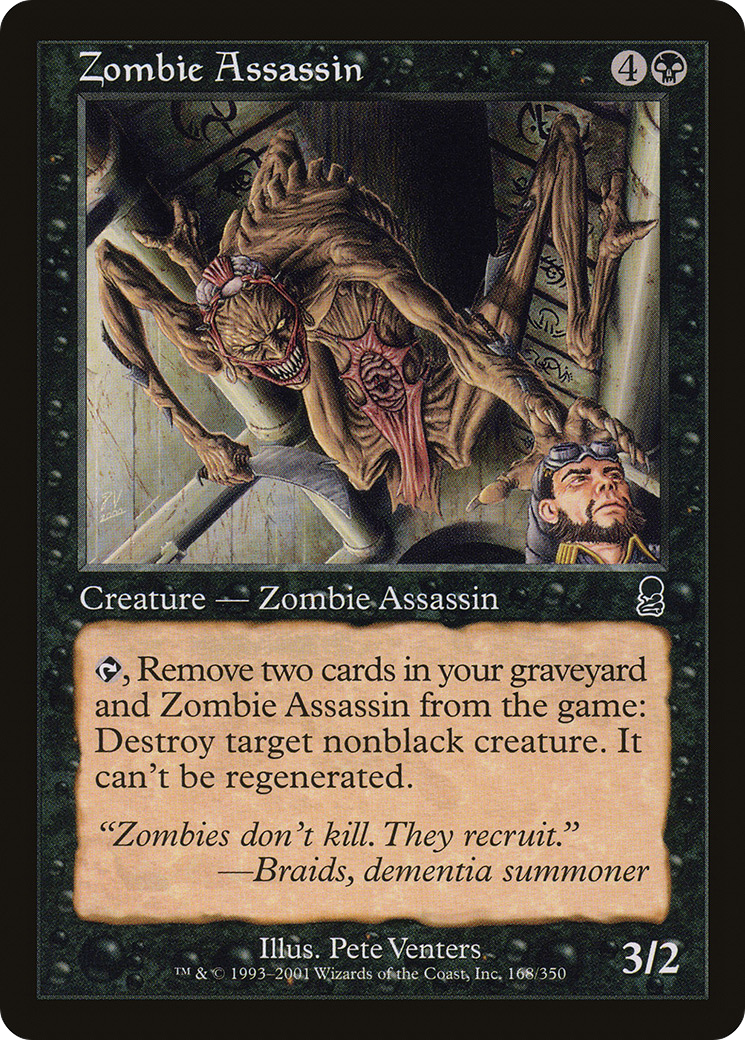 Zombie Assassin 4
PV
2000
Creature — Zombie Assassin
, Remove two cards in your graveyard
and Zombie Assassin from the game:
Destroy target nonblack creature. It
can't be regenerated.
“Zombies don't kill. They recruit.”
—Braids, dementia summoner
Illus. Pete Venters
™ & © 1993–2001 Wizards of the Coast, Inc. 168/350
3/2